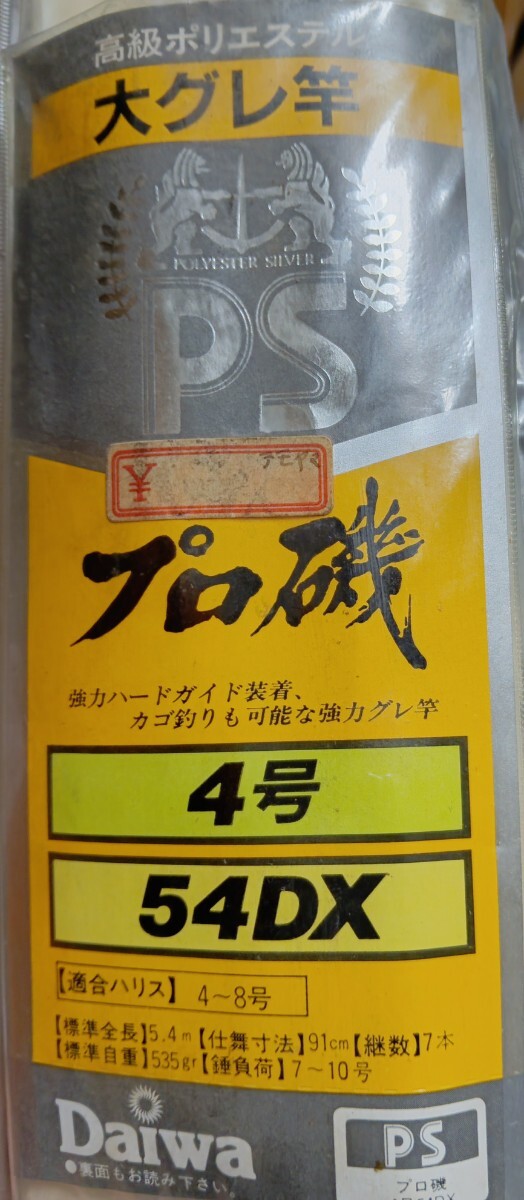 高級ポリエステル
大グレ竿
POLYESTER SILVER
PS
¥
プロ磯
強力ハードガイド装着、
カゴ釣りも可能な強力グレ竿
4号
54DX
【適合ハリス】4〜8号
【標準全長】5.4m【仕舞寸法】91cm【継数】7本
【標準自重】535gr【錘負荷】7〜10号
Daiwa
●裏面もお読み下さい。
PS
プロ磯